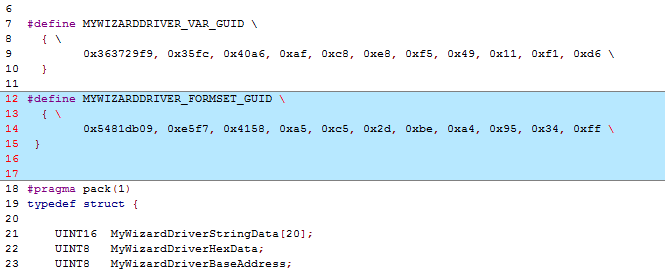 6
7 #define MYWIZARDDRIVER_VAR_GUID \
8 { \
9 0x363729f9, 0x35fc, 0x40a6, 0xaf, 0xc8, 0xe8, 0xf5, 0x49, 0x11, 0xf1, 0xd6 \
10 }
11
12 #define MYWIZARDDRIVER_FORMSET_GUID \
13 { \
14 0x5481db09, 0xe5f7, 0x4158, 0xa5, 0xc5, 0x2d, 0xbe, 0xa4, 0x95, 0x34, 0xff \
15 }
16
17
18 #pragma pack(1)
19 typedef struct {
20
21 UINT16 MyWizardDriverStringData[20];
22 UINT8 MyWizardDriverHexData;
23 UINT8 MyWizardDriverBaseAddress;